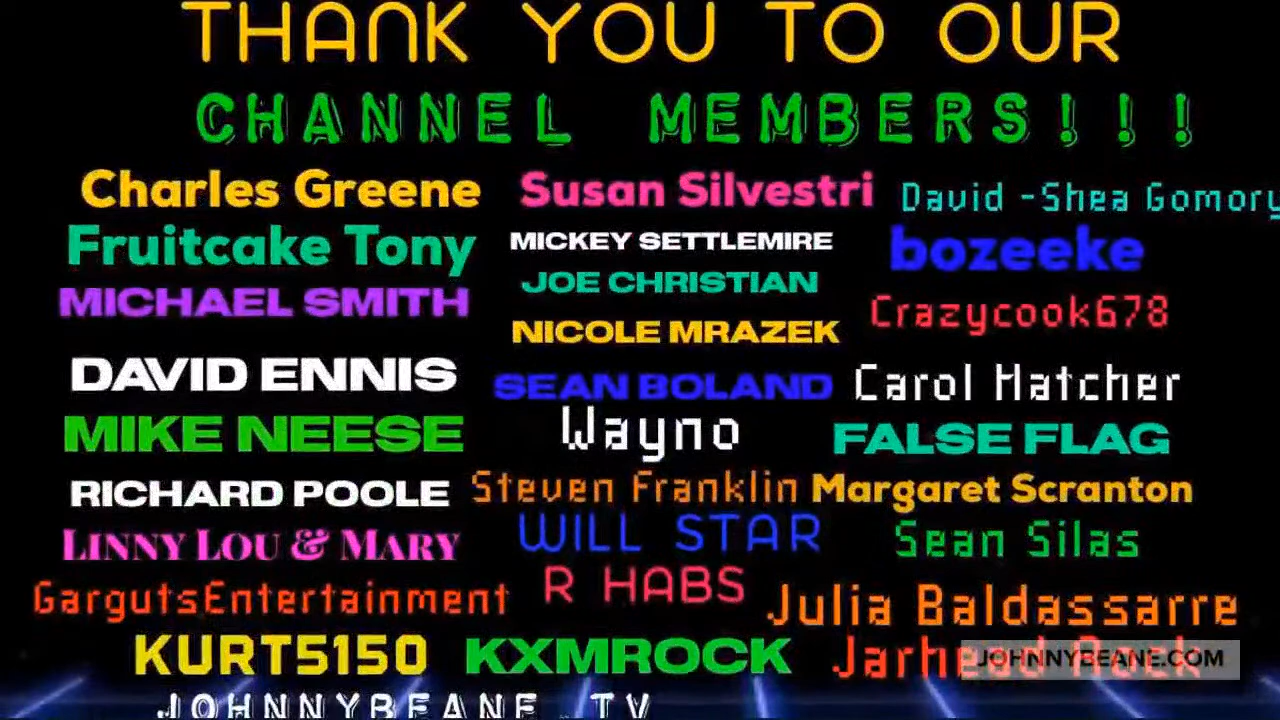 THANK YOU TO OUR
CHANNEL MEMBERS!!!
Charles Greene Susan Silvestri David -Shea Gomory
Fruitcake Tony MICKEY SETTLEMIRE bozeeke
MICHAEL SMITH JOE CHRISTIAN Crazycook678
NICOLE MRAZEK
DAVID ENNIS SEAN BOLAND Carol Hatcher
MIKE NEESE Wayno FALSE FLAG
RICHARD POOLE Steven Franklin Margaret Scranton
LINNY LOU & MARY WILL STAR Sean Silas
GargutsEntertainment R HABS Julia Baldassarre
KURT5150 KXMROCK Jarhead Rock
JOHNNYBEANE.COM
JOHNNYBEANE.TV